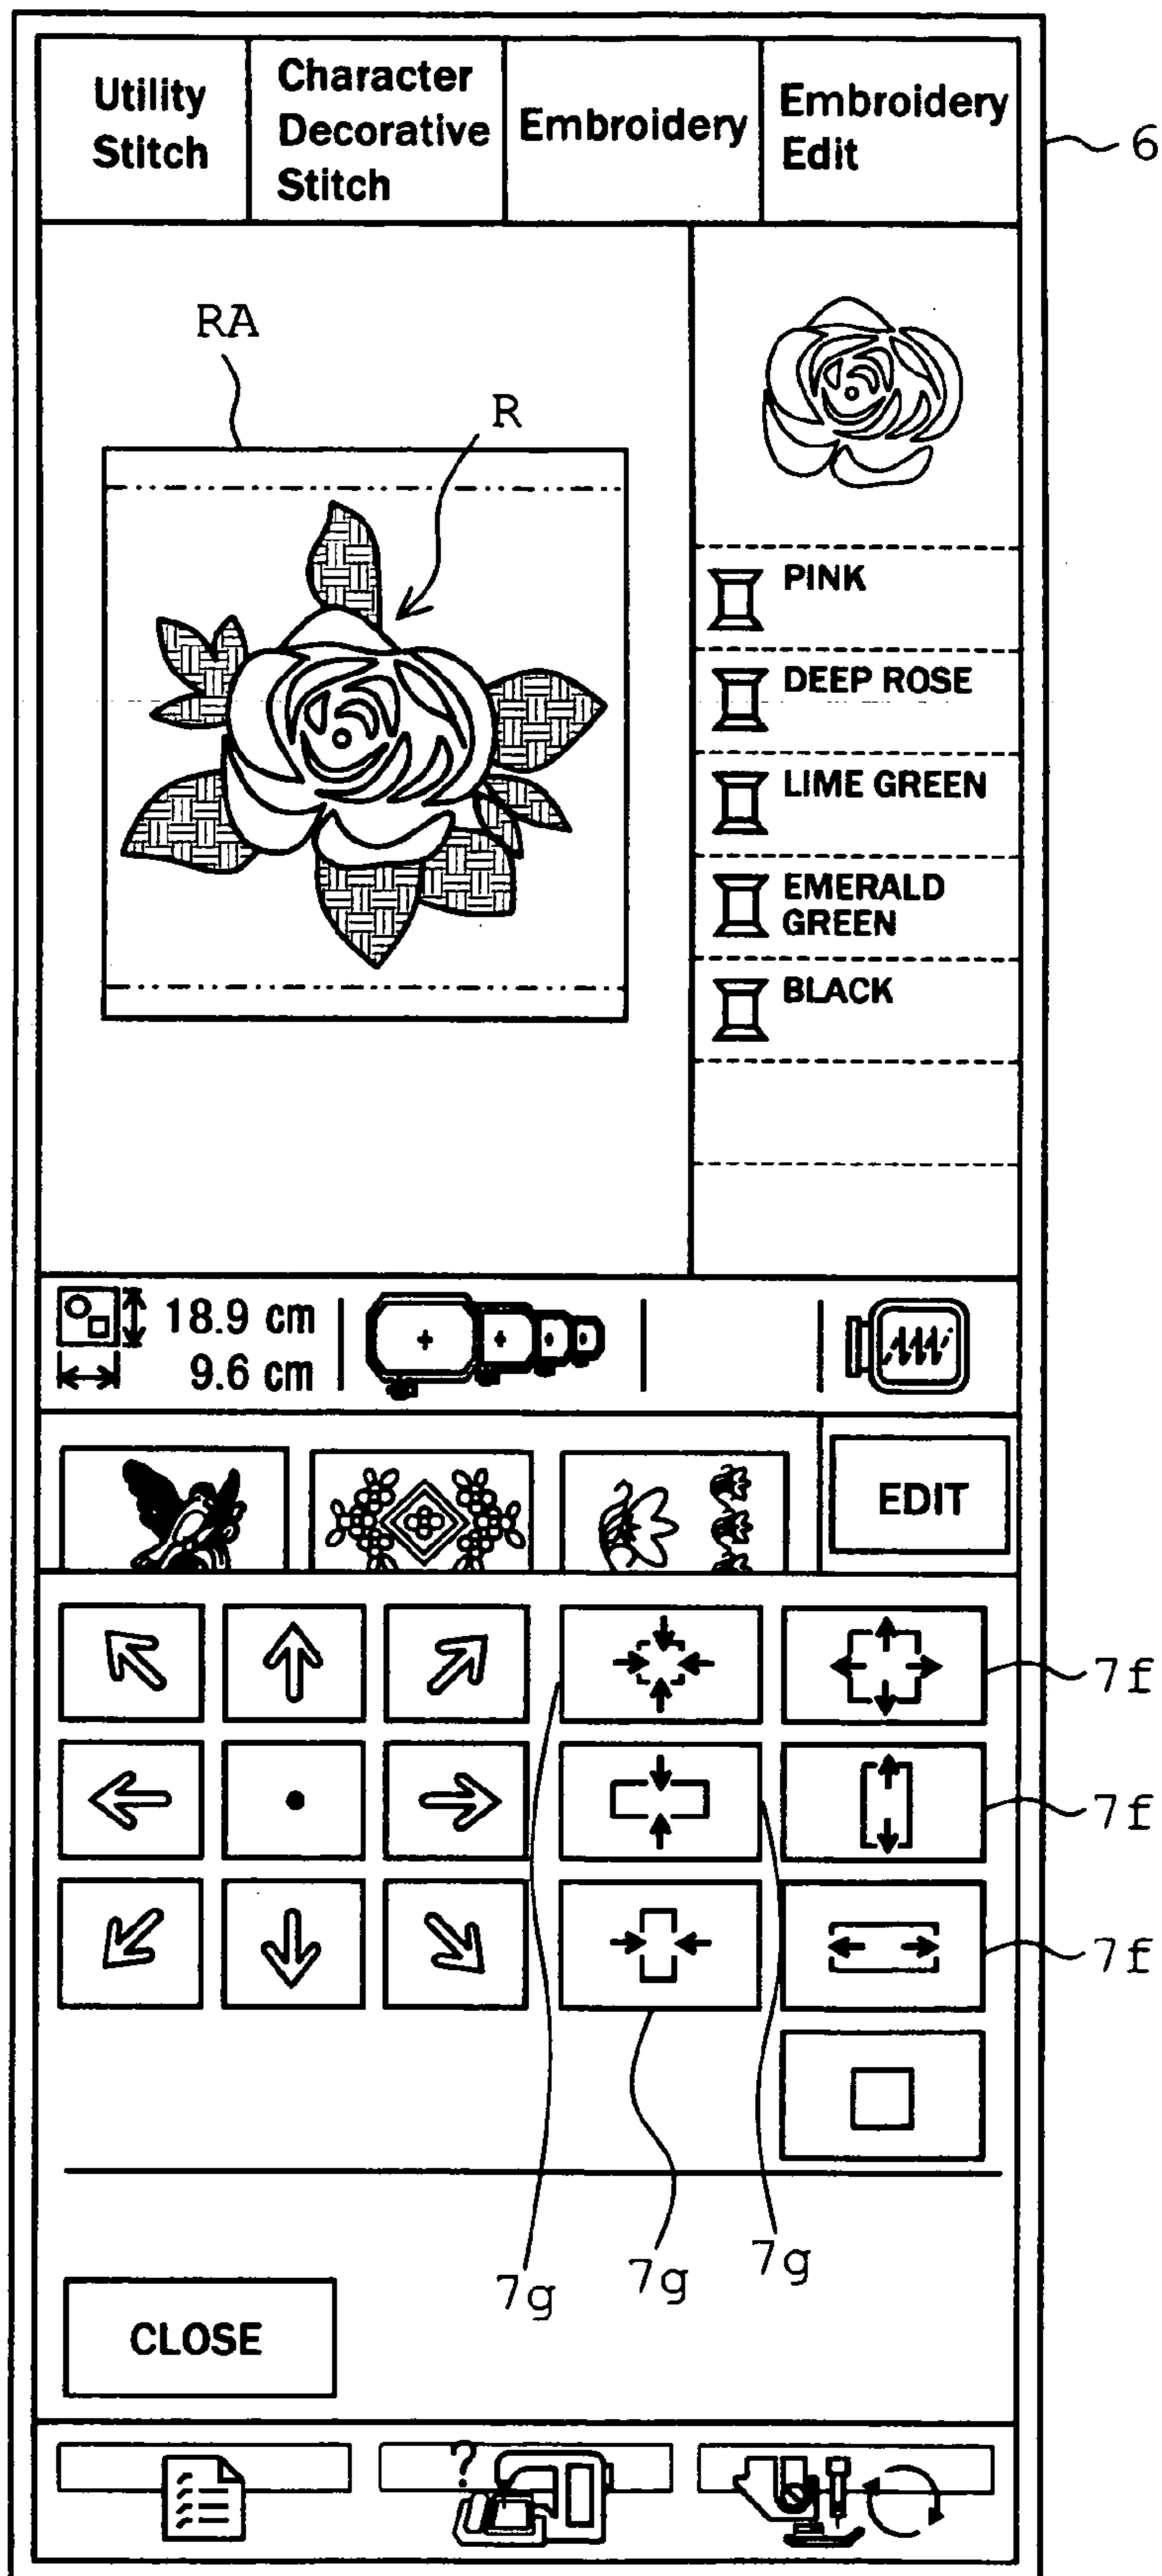 Utility
Stitch
Character
Decorative
Stitch
Embroidery
Embroidery
Edit
6
RA
R
PINK
DEEP ROSE
LIME GREEN
EMERALD
GREEN
BLACK
18.9 cm
9.6 cm
EDIT
7f
7f
7f
7g
7g
7g
CLOSE
?